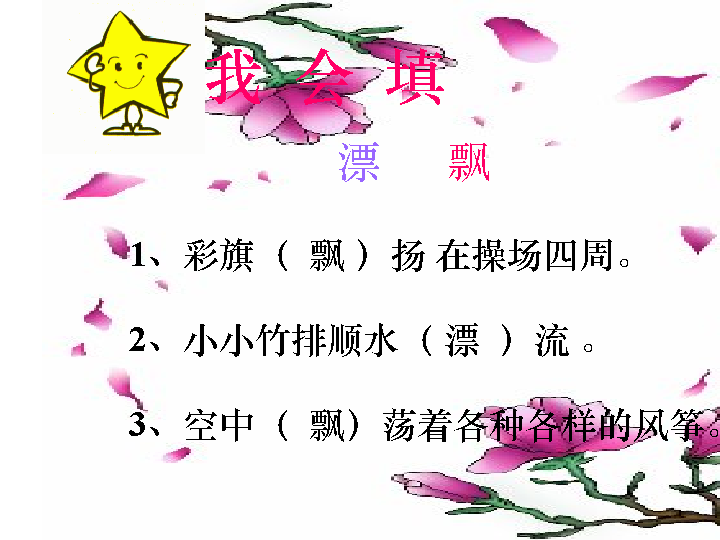 我 会 填
漂 飘
1、彩旗（ 飘 ）扬 在操场四周。
2、小小竹排顺水（ 漂 ）流 。
3、空中（ 飘）荡着各种各样的风筝。